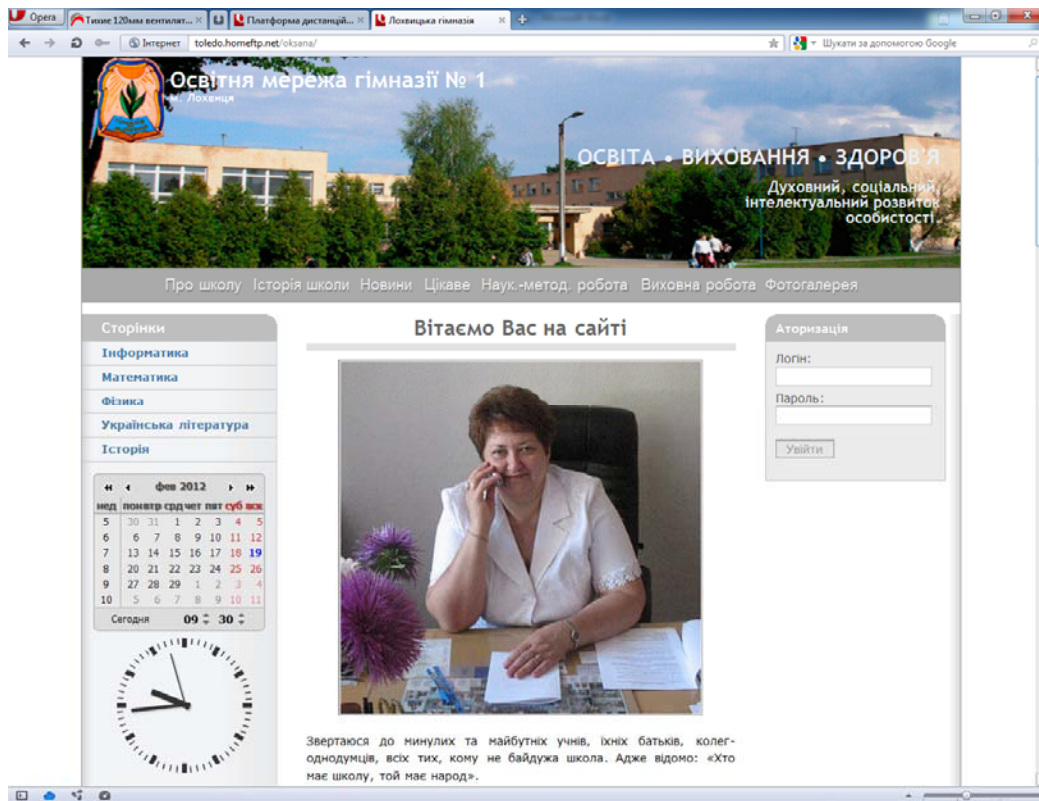 Opera
Тихие 120мм вентилят...
Платформа дистанцій...
Лохвицька гімназія
Інтернет
toledo.homeftp.net/oksana/
Шукати за допомогою Google
Освітня мережа гімназії № 1
м. Лохвиця
ОСВІТА • ВИХОВАННЯ • ЗДОРОВ'Я
Духовний, соціальний,
інтелектуальний розвиток
особистості.
Про школу Історія школи Новини Цікаве Наук.-метод. робота Виховна робота Фотогалерея
Сторінки
Інформатика
Математика
Фізика
Українська література
Історія
фев 2012
нед пон втр срд чет пят суб вск
5 30 31 1 2 3 4 5
6 6 7 8 9 10 11 12
7 13 14 15 16 17 18 19
8 20 21 22 23 24 25 26
9 27 28 29 1 2 3 4
10 5 6 7 8 9 10 11
Сегодня 09 30
Вітаємо Вас на сайті
Звертаюся до минулих та майбутніх учнів, їхніх батьків, колег-
однодумців, всіх тих, кому не байдужа школа. Адже відомо: «Хто
має школу, той має народ».
Аторизація
Логін:
Пароль:
Увійти